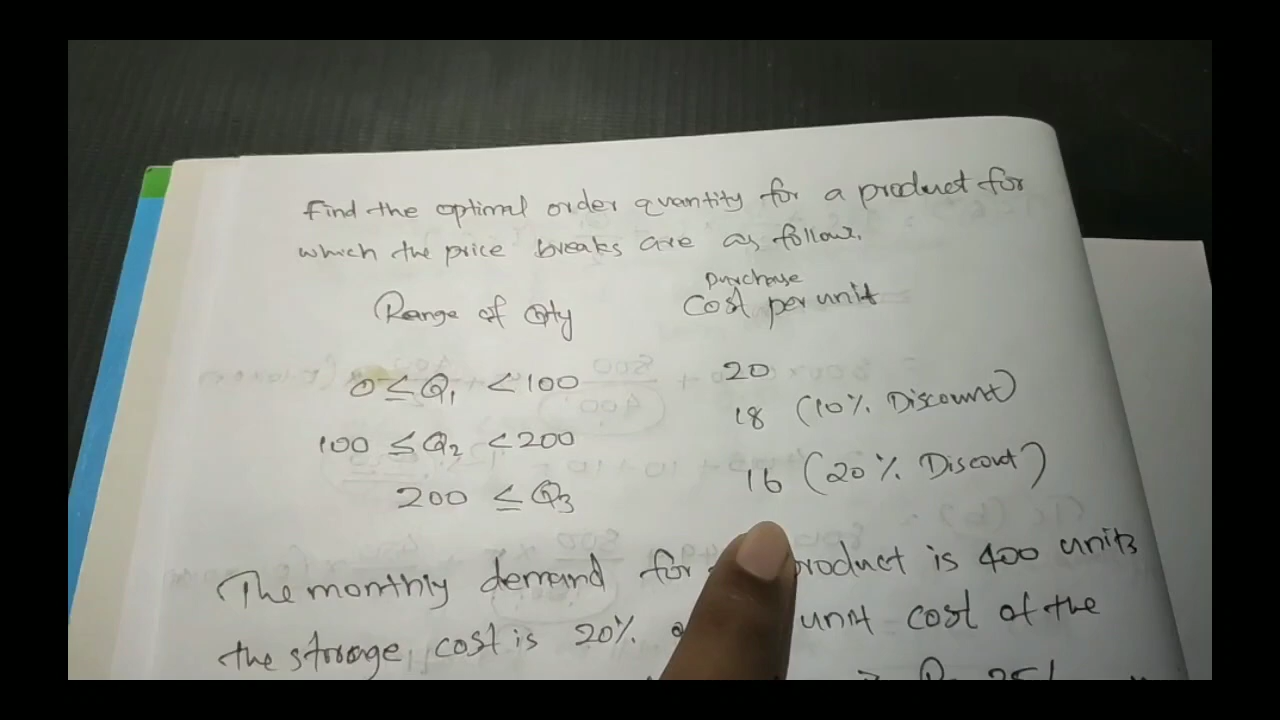 Find the optimal order quantity for a product for
which the price breaks are as follow.
Range of Qty purchase cost per unit
0 ≤ Q₁ < 100 20
100 ≤ Q₂ < 200 18 (10% Discount)
200 ≤ Q₃ 16 (20% Discout)
The monthly demand for product is 400 units
the storage cost is 20% unit cost of the